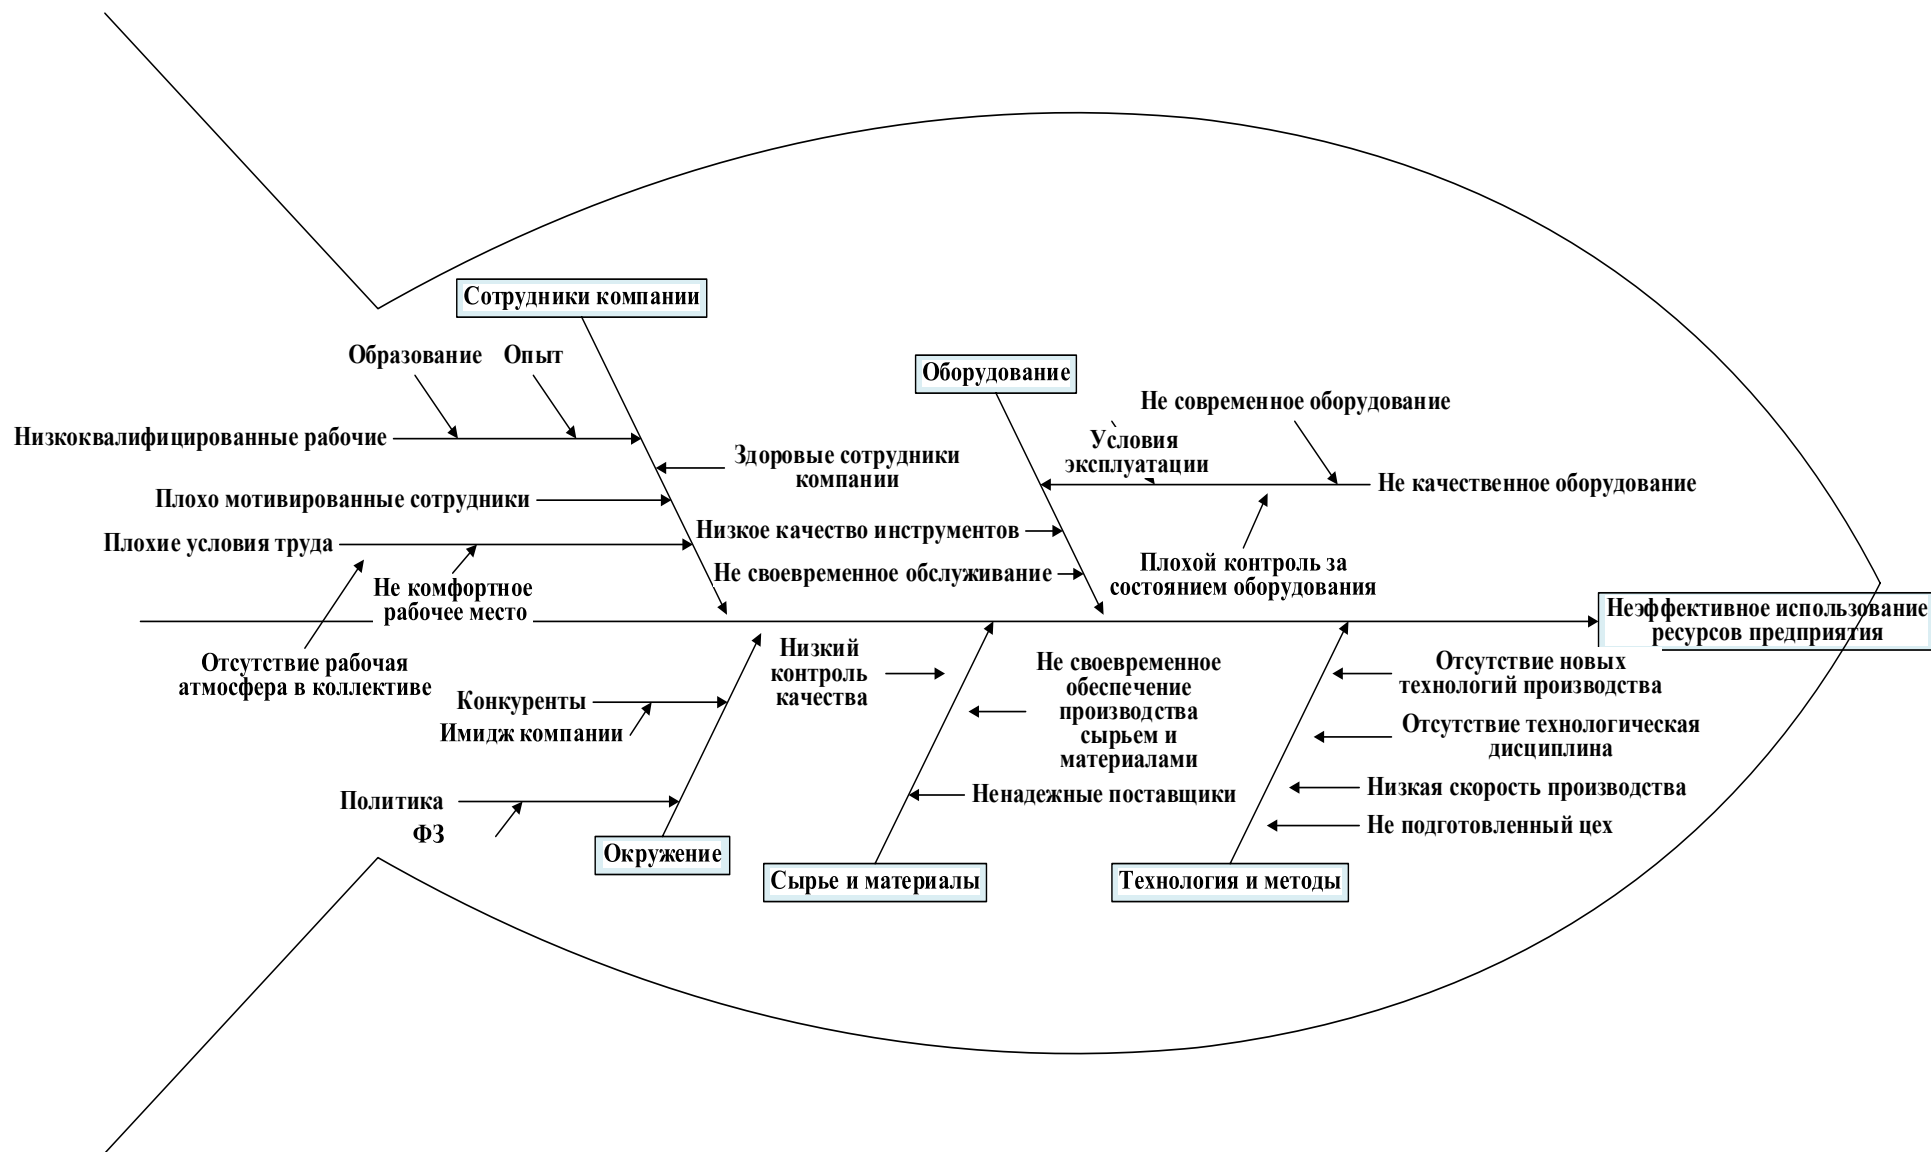 Сотрудники компании
Образование
Опыт
Низкоквалифицированные рабочие
Здоровые сотрудники
компании
Плохо мотивированные сотрудники
Плохие условия труда
Не комфортное
рабочее место
Отсутствие рабочая
атмосфера в коллективе
Оборудование
Не современное оборудование
Условия
эксплуатации
Не качественное оборудование
Низкое качество инструментов
Не своевременное обслуживание
Плохой контроль за
состоянием оборудования
Неэффективное использование
ресурсов предприятия
Конкуренты
Имидж компании
Политика
ФЗ
Окружение
Низкий
контроль
качества
Не своевременное
обеспечение
производства
сырьем и
материалами
Ненадежные поставщики
Сырье и материалы
Отсутствие новых
технологий производства
Отсутствие технологическая
дисциплина
Низкая скорость производства
Не подготовленный цех
Технология и методы